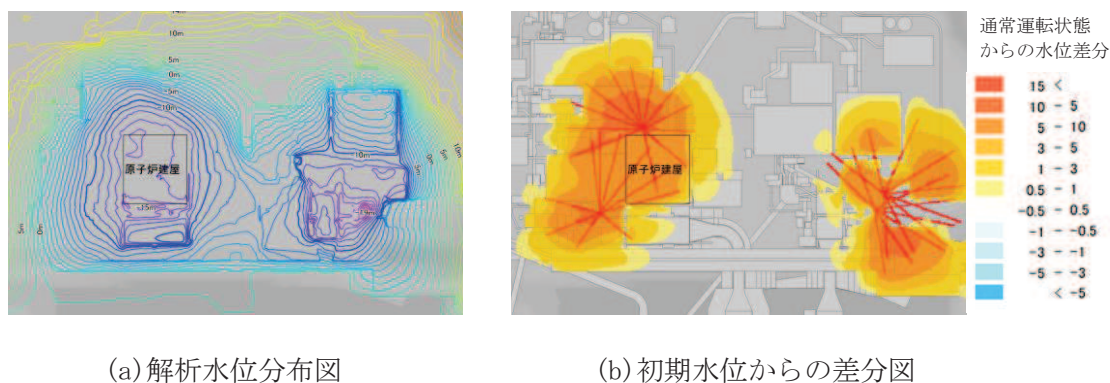 10m
5m
0m
-5m
-10m
原子炉建屋
-15m
10m
-19m
0m
5m
10m
5m
0m
原子炉建屋
通常運転状態
からの水位差分
15 <
10 - 5
5 - 10
3 - 5
1 - 3
0.5 - 1
-0.5 - 0.5
-1 - -0.5
-3 - -1
-5 - -3
< -5
(a)解析水位分布図
(b)初期水位からの差分図